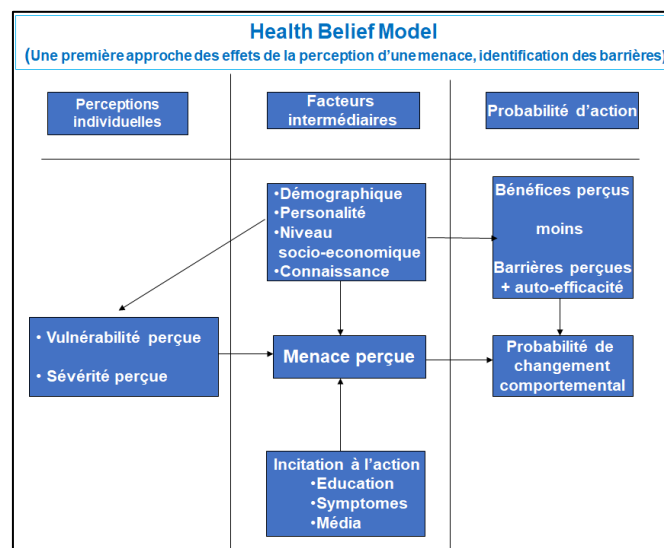 Health Belief Model
(Une première approche des effets de la perception d'une menace, identification des barrières)
Perceptions
individuelles
Facteurs
intermédiaires
Probabilité d'action
•Démographique
•Personalité
•Niveau
socio-economique
•Connaissance
Bénéfices perçus
moins
Barrières perçues
+ auto-efficacité
• Vulnérabilité perçue
• Sévérité perçue
Menace perçue
Probabilité de
changement
comportemental
Incitation à l'action
•Education
•Symptomes
•Média